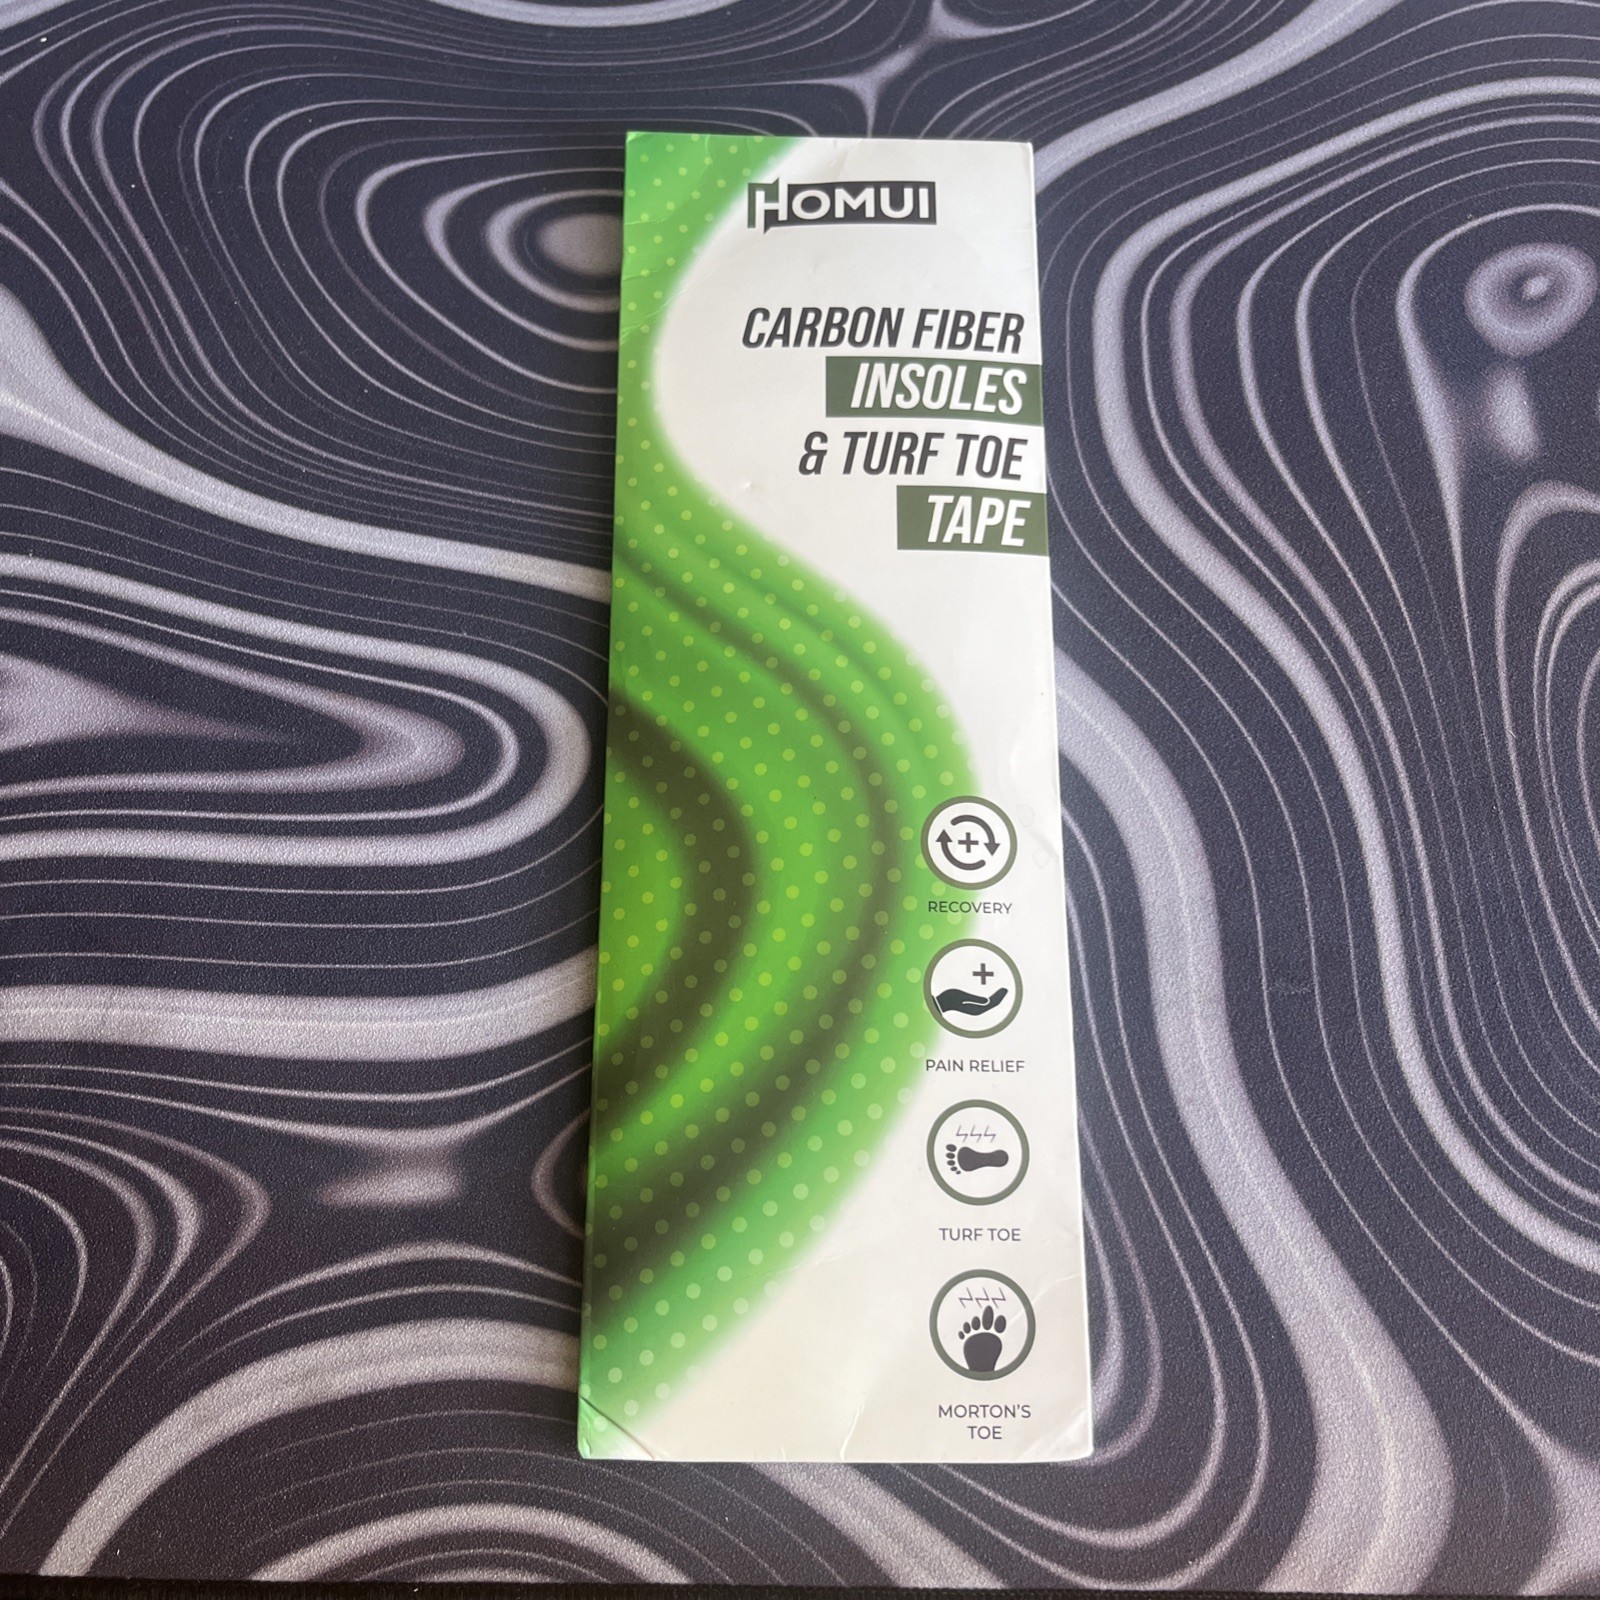 HOMUI
CARBON FIBER
INSOLES
& TURF TOE
TAPE
RECOVERY
PAIN RELIEF
TURF TOE
MORTON'S
TOE